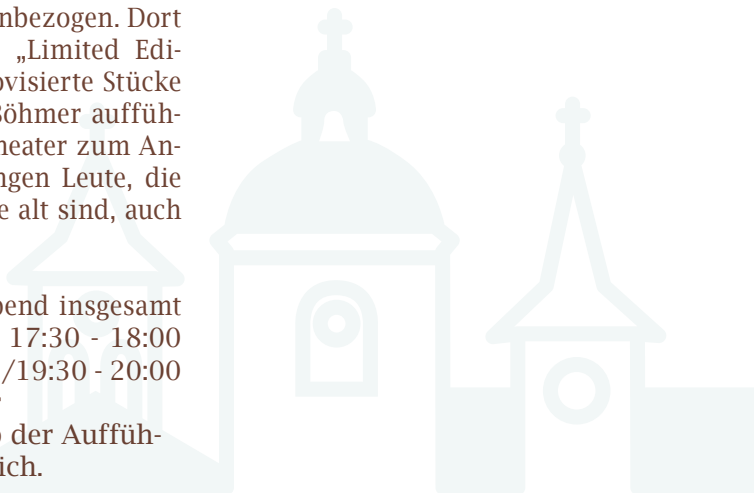 nbezogen. Dort
„Limited Edi-
ovisierte Stücke
Böhmer auffüh-
heater zum An-
ngen Leute, die
e alt sind, auch
bend insgesamt
17:30 - 18:00
/19:30 - 20:00
der Auffüh-
ich.